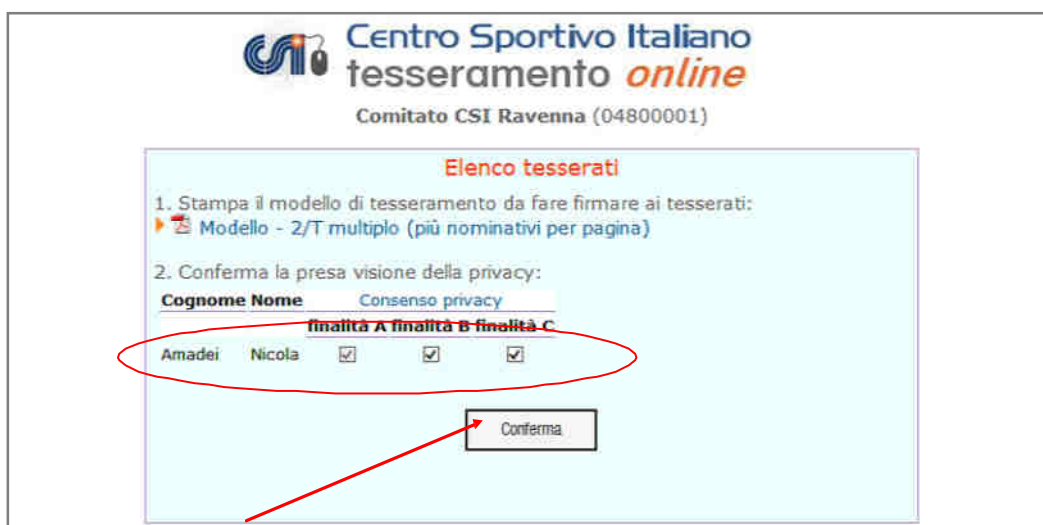 CSI Centro Sportivo Italiano
tesseramento online
Comitato CSI Ravenna (04800001)
Elenco tesserati
1. Stampa il modello di tesseramento da fare firmare ai tesserati:
Modello - 2/T multiplo (più nominativi per pagina)
2. Conferma la presa visione della privacy:
Cognome Nome Consenso privacy
finalità A finalità B finalità C
Amadei Nicola
Conferma